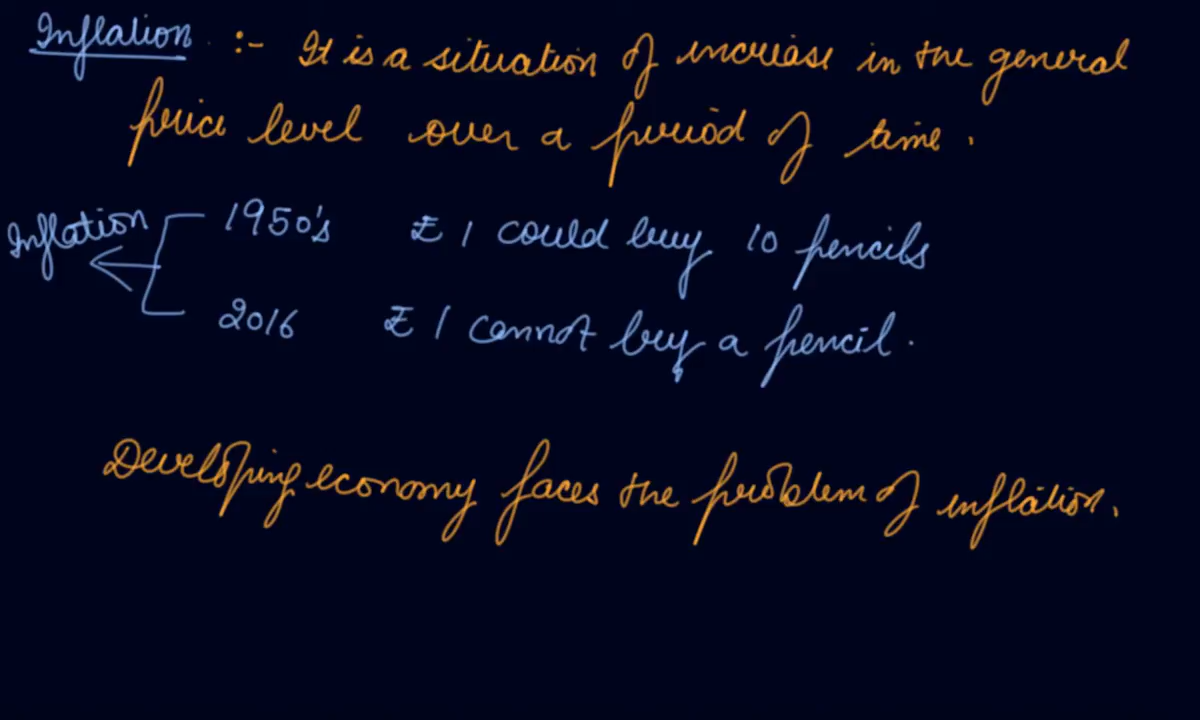 Inflation :- It is a situation of increase in the general
price level over a period of time.
Inflation
1950's ₤ 1 could buy 10 pencils
2016 ₤ 1 cannot buy a pencil.
Developing economy faces the problem of inflation.